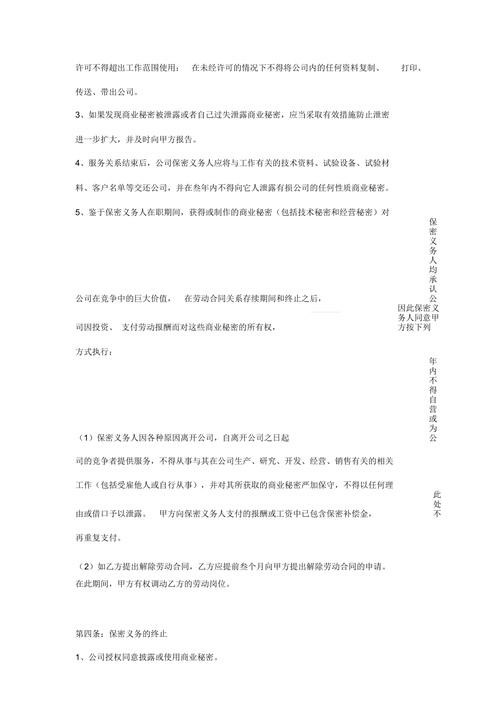 许可不得超出工作范围使用； 在未经许可的情况下不得将公司内的任何资料复制、 打印、
传送、带出公司。
3、如果发现商业秘密被泄露或者自己过失泄露商业秘密，应当采取有效措施防止泄密
进一步扩大，并及时向甲方报告。
4、服务关系结束后，公司保密义务人应将与工作有关的技术资料、试验设备、试验材
料、客户名单等交还公司，并在叁年内不得向它人泄露有损公司的任何性质商业秘密。
5、鉴于保密义务人在职期间，获得或制作的商业秘密（包括技术秘密和经营秘密）对
保密义务人均承认公
公司在竞争中的巨大价值， 在劳动合同关系存续期间和终止之后，
因此保密义
务人同意甲
方按下列
司因投资、 支付劳动报酬而对这些商业秘密的所有权，
方式执行：
年内不得自营或为公
（1）保密义务人因各种原因离开公司，自离开公司之日起
司的竞争者提供服务，不得从事与其在公司生产、研究、开发、经营、销售有关的相关
工作（包括受雇他人或自行从事），并对其所获取的商业秘密严加保守，不得以任何理
由或借口予以泄露。 甲方向保密义务人支付的报酬或工资中已包含保密补偿金，
此处不
再重复支付。
（2）如乙方提出解除劳动合同，乙方应提前叁个月向甲方提出解除劳动合同的申请。
在此期间，甲方有权调动乙方的劳动岗位。
第四条：保密义务的终止
1、公司授权同意披露或使用商业秘密。